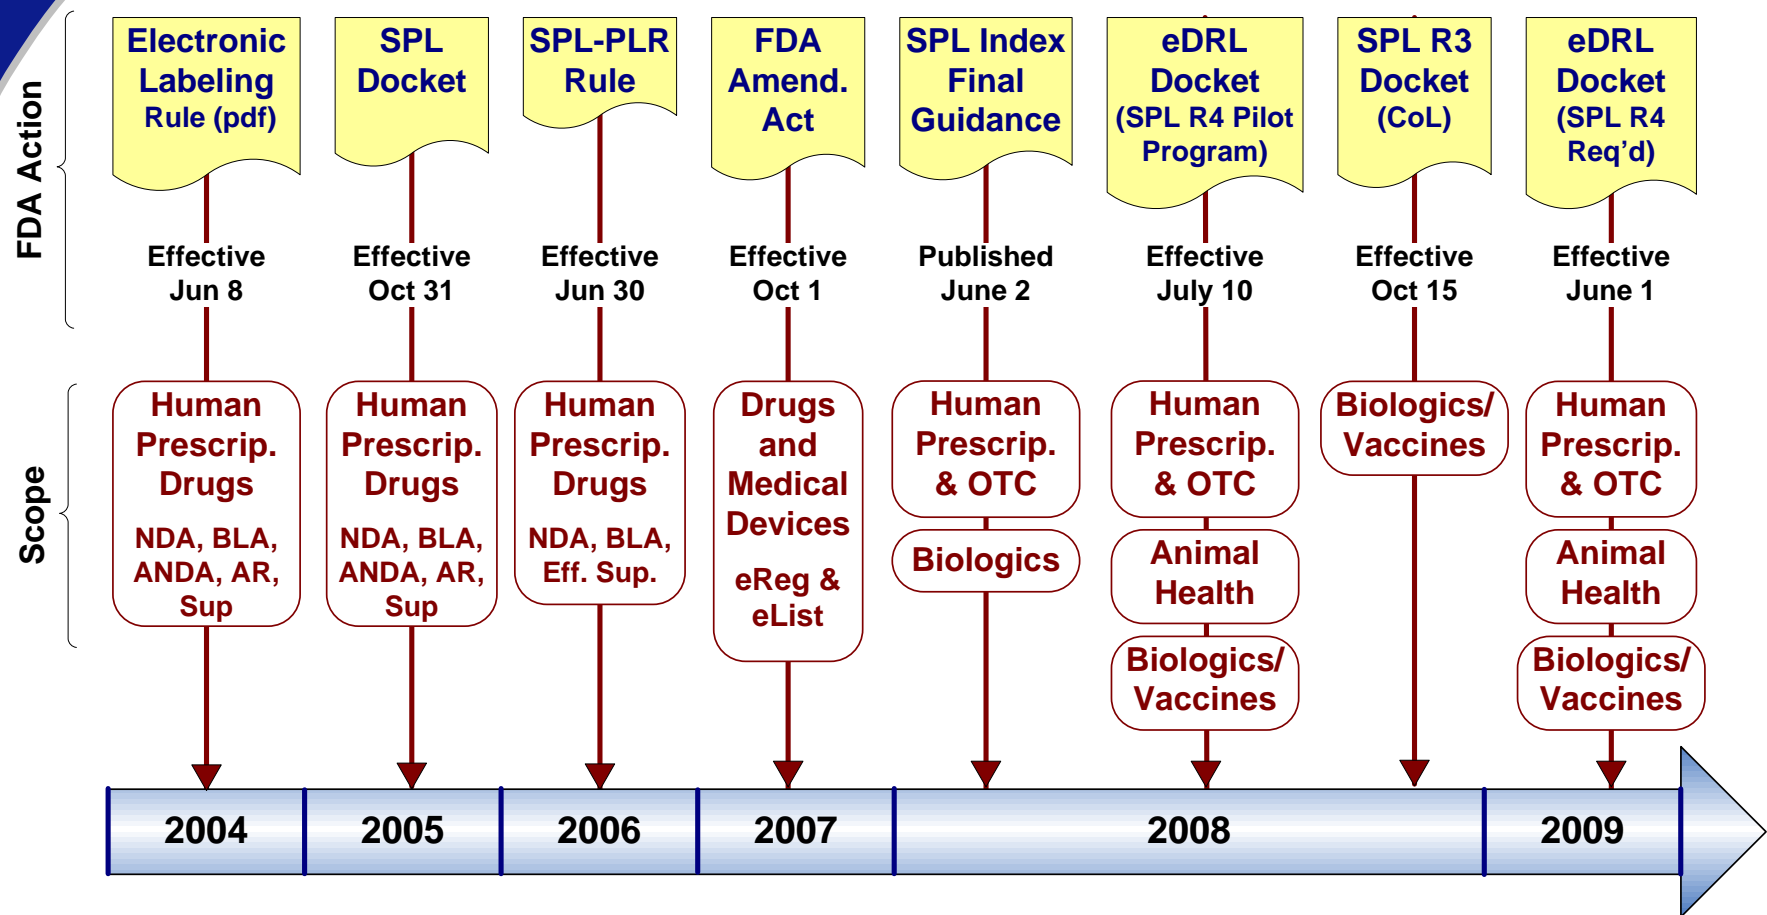 FDA Action
Electronic
Labeling
Rule (pdf)
SPL
Docket
SPL-PLR
Rule
FDA
Amend.
Act
SPL Index
Final
Guidance
eDRL
Docket
(SPL R4 Pilot
Program)
SPL R3
Docket
(CoL)
eDRL
Docket
(SPL R4
Req’d)
Effective
Jun 8
Effective
Oct 31
Effective
Jun 30
Effective
Oct 1
Published
June 2
Effective
July 10
Effective
Oct 15
Effective
June 1
Scope
Human
Prescrip.
Drugs
NDA, BLA,
ANDA, AR,
Sup
Human
Prescrip.
Drugs
NDA, BLA,
ANDA, AR,
Sup
Human
Prescrip.
Drugs
NDA, BLA,
Eff. Sup.
Drugs
and
Medical
Devices
eReg &
eList
Human
Prescrip.
& OTC
Biologics
Human
Prescrip.
& OTC
Animal
Health
Biologics/
Vaccines
Biologics/
Vaccines
Human
Prescrip.
& OTC
Animal
Health
Biologics/
Vaccines
2004
2005
2006
2007
2008
2009